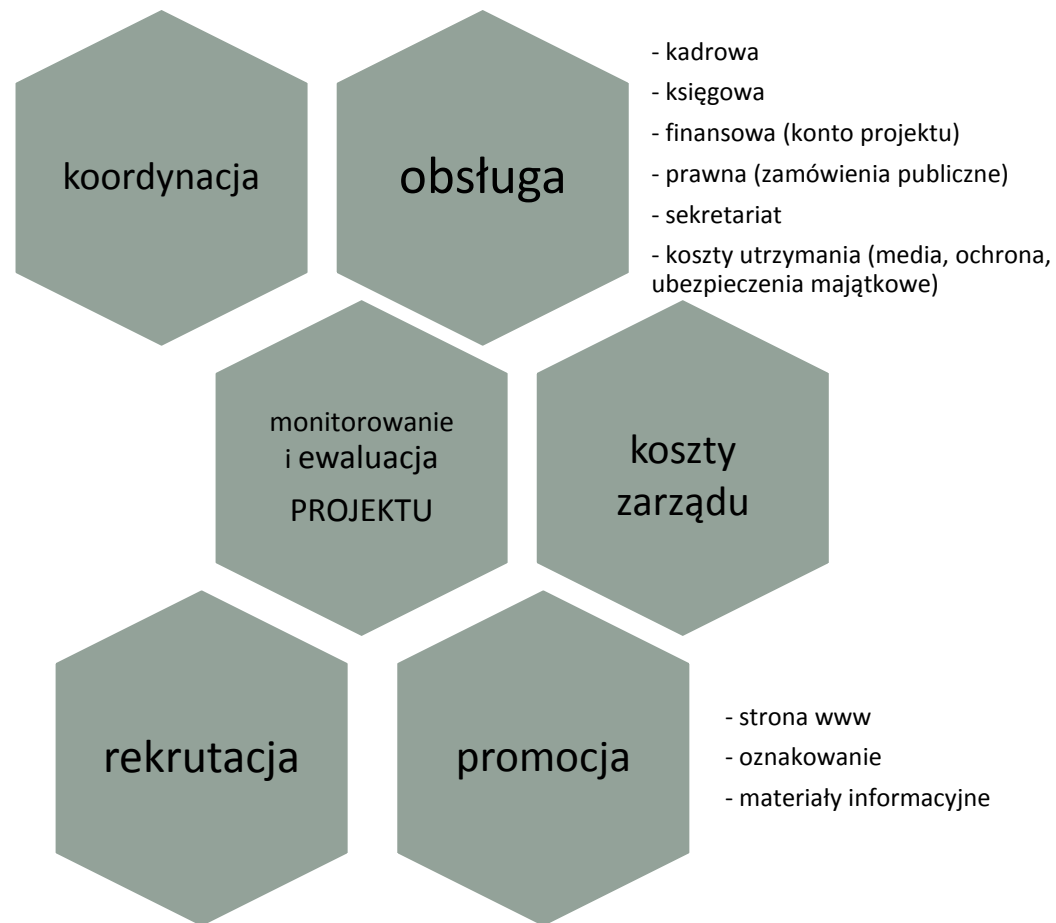 koordynacja
obsługa
- kadrowa
- księgowa
- finansowa (konto projektu)
- prawna (zamówienia publiczne)
- sekretariat
- koszty utrzymania (media, ochrona,
ubezpieczenia majątkowe)
monitorowanie
i ewaluacja
PROJEKTU
koszty
zarządu
rekrutacja
promocja
- strona www
- oznakowanie
- materiały informacyjne